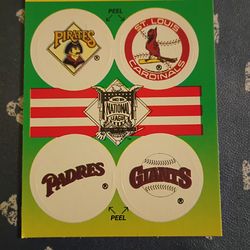 PEEL
PIRATES
®
ST. LOUIS
CARDINALS
®
NATIONAL
LEAGUE
PADRES
®
GIANTS
®
PEEL